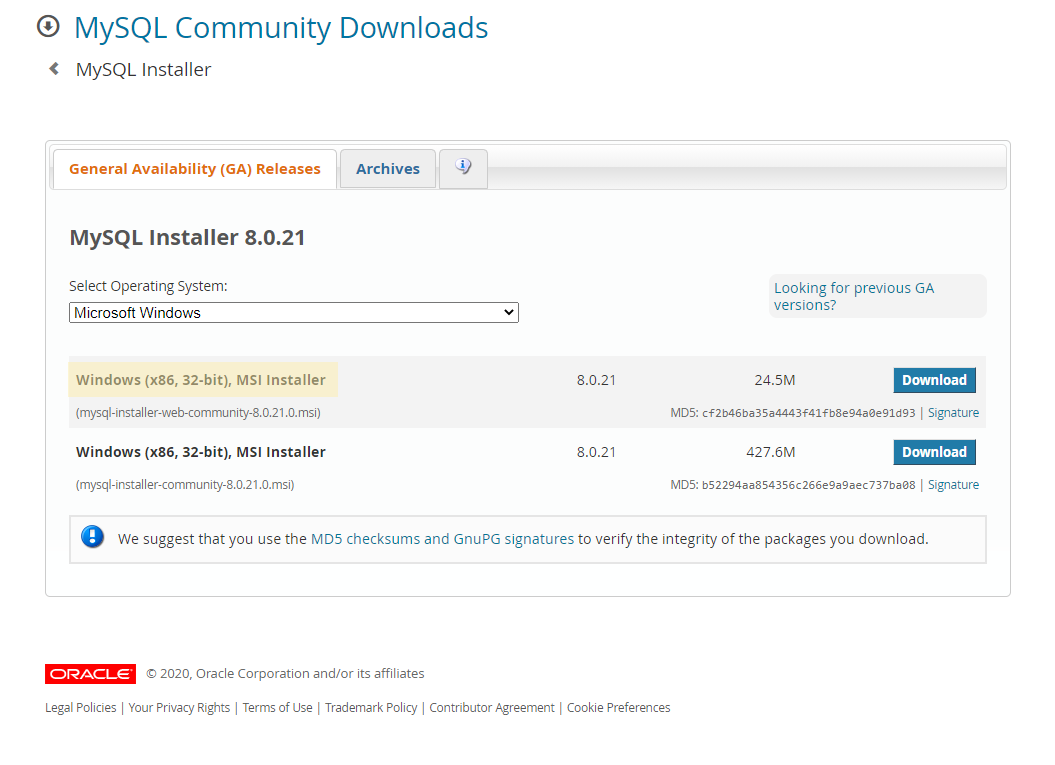 MySQL Community Downloads
MySQL Installer
General Availability (GA) Releases
Archives
MySQL Installer 8.0.21
Select Operating System:
Microsoft Windows
Looking for previous GA
versions?
Windows (x86, 32-bit), MSI Installer 8.0.21 24.5M Download
(mysql-installer-web-community-8.0.21.0.msi) MD5: cf2b46ba35a4443f41fb8e94a0e91d93 | Signature
Windows (x86, 32-bit), MSI Installer 8.0.21 427.6M Download
(mysql-installer-community-8.0.21.0.msi) MD5: b52294aa854356c266e9a9aec737ba08 | Signature
We suggest that you use the MD5 checksums and GnuPG signatures to verify the integrity of the packages you download.
ORACLE © 2020, Oracle Corporation and/or its affiliates
Legal Policies | Your Privacy Rights | Terms of Use | Trademark Policy | Contributor Agreement | Cookie Preferences